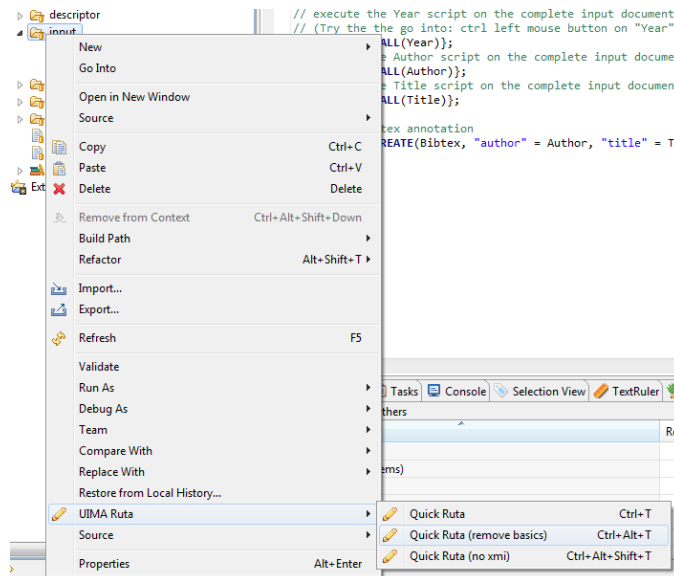 descriptor
input
// execute the Year script on the complete input document
// (Try the the go into: ctrl left mouse button on "Year"
ALL(Year)};
Author script on the complete input docume
ALL(Author)};
Title script on the complete input documen
ALL(Title)};
tex annotation
REATE(Bibtex, "author" = Author, "title" = T
Ext
New
Go Into
Open in New Window
Source
Copy Ctrl+C
Paste Ctrl+V
Delete Delete
Remove from Context Ctrl+Alt+Shift+Down
Build Path
Refactor Alt+Shift+T
Import...
Export...
Refresh F5
Validate
Run As
Debug As
Team
Compare With
Replace With
Restore from Local History...
UIMA Ruta
Source
Properties Alt+Enter
Tasks Console Selection View TextRuler
thers
R
ems)
Quick Ruta Ctrl+T
Quick Ruta (remove basics) Ctrl+Alt+T
Quick Ruta (no xmi) Ctrl+Alt+Shift+T